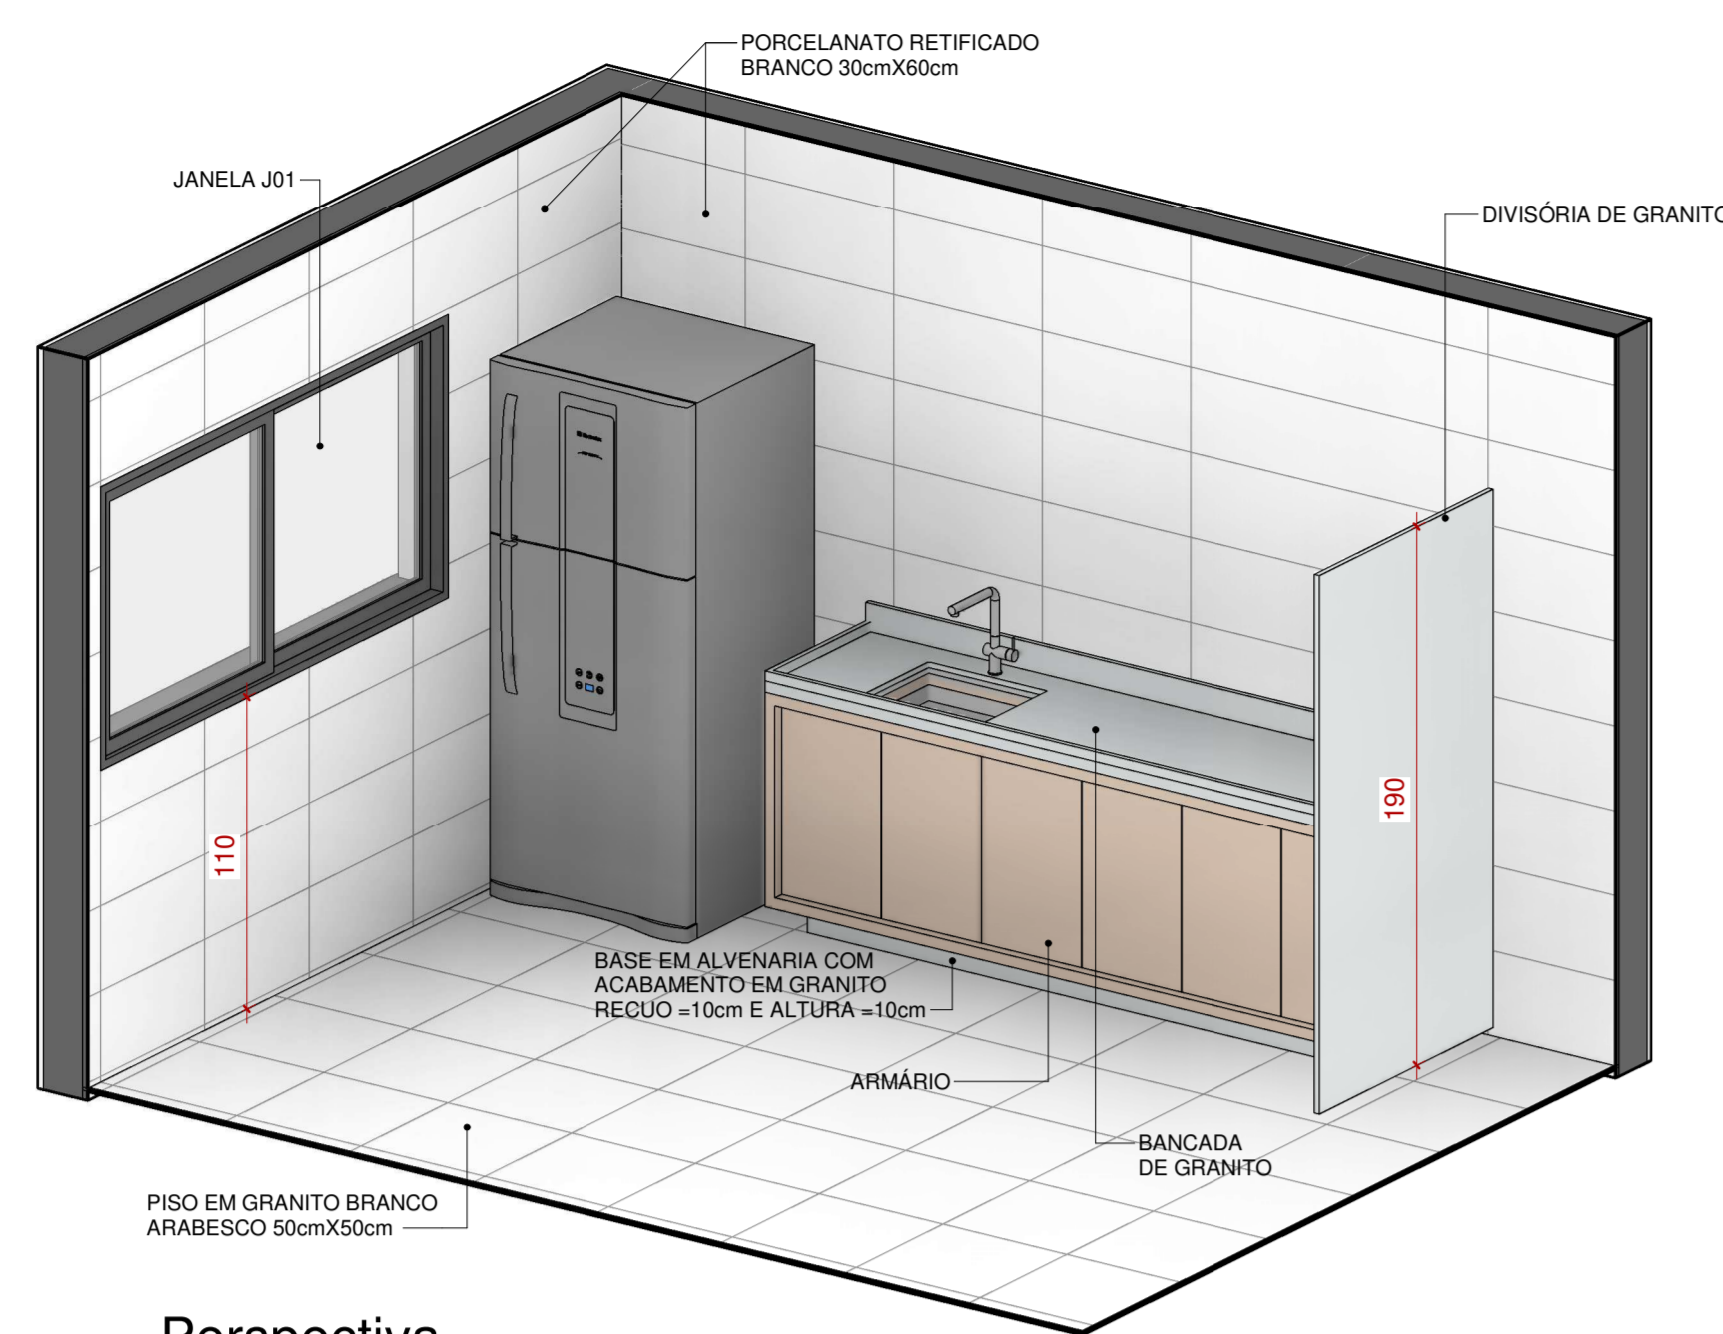 PORCELANATO RETIFICADO
BRANCO 30cmX60cm
JANELA J01
DIVISÓRIA DE GRANITO
110
190
BASE EM ALVENARIA COM
ACABAMENTO EM GRANITO
RECUO =10cm E ALTURA =10cm
ARMÁRIO
BANCADA
DE GRANITO
PISO EM GRANITO BRANCO
ARABESCO 50cmX50cm
Perspectiva